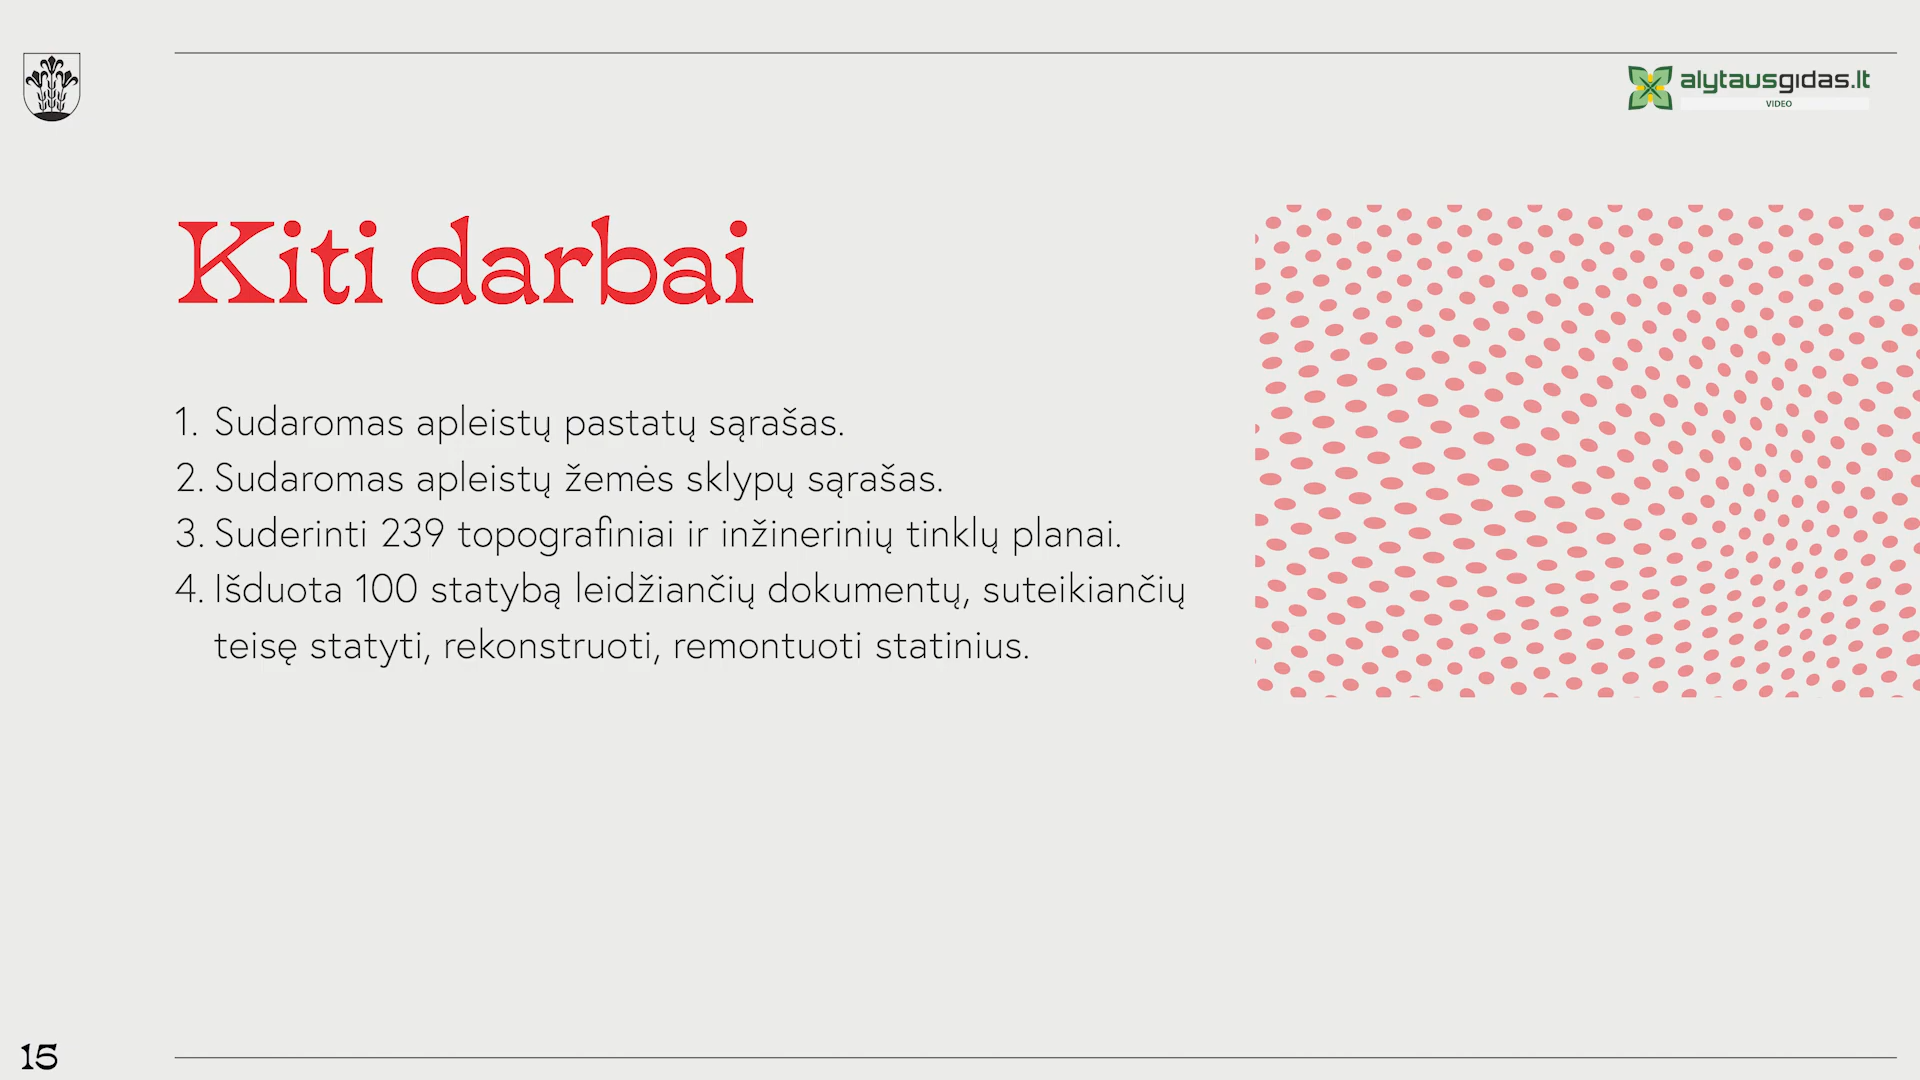 alytausgidas.lt
VIDEO
Kiti darbai
1. Sudaromas apleistų pastatų sąrašas.
2. Sudaromas apleistų žemės sklypų sąrašas.
3. Suderinti 239 topografiniai ir inžinerinių tinklų planai.
4. Išduota 100 statybą leidžiančių dokumentų, suteikiančių
teisę statyti, rekonstruoti, remontuoti statinius.
15